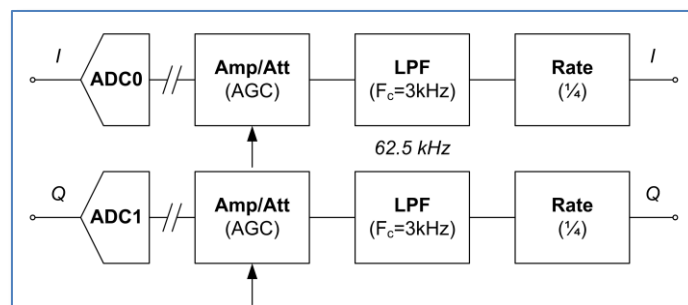 I
ADC0
Amp/Att
(AGC)
LPF
(Fc=3kHz)
Rate
(¼)
I
62.5 kHz
Q
ADC1
Amp/Att
(AGC)
LPF
(Fc=3kHz)
Rate
(¼)
Q